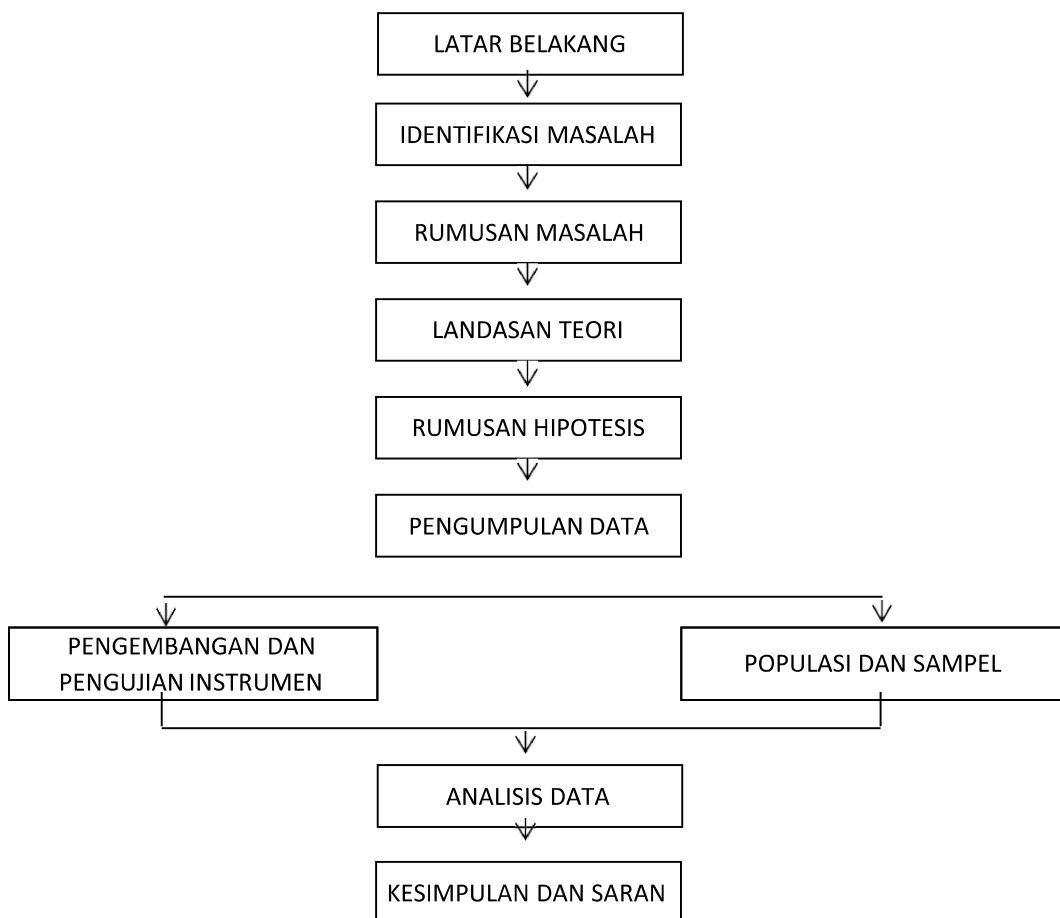 LATAR BELAKANG
IDENTIFIKASI MASALAH
RUMUSAN MASALAH
LANDASAN TEORI
RUMUSAN HIPOTESIS
PENGUMPULAN DATA
PENGEMBANGAN DAN
PENGUJIAN INSTRUMEN
POPULASI DAN SAMPEL
ANALISIS DATA
KESIMPULAN DAN SARAN